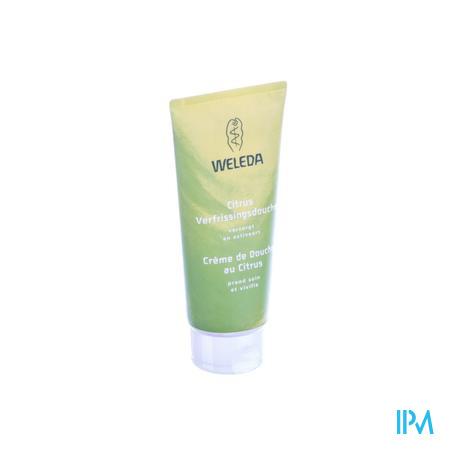 WELEDA
Citrus
Verfrissingsdouche
verzorgt
en activeert
Crème de Douche
au Citrus
prend soin
et vivifie
IPM